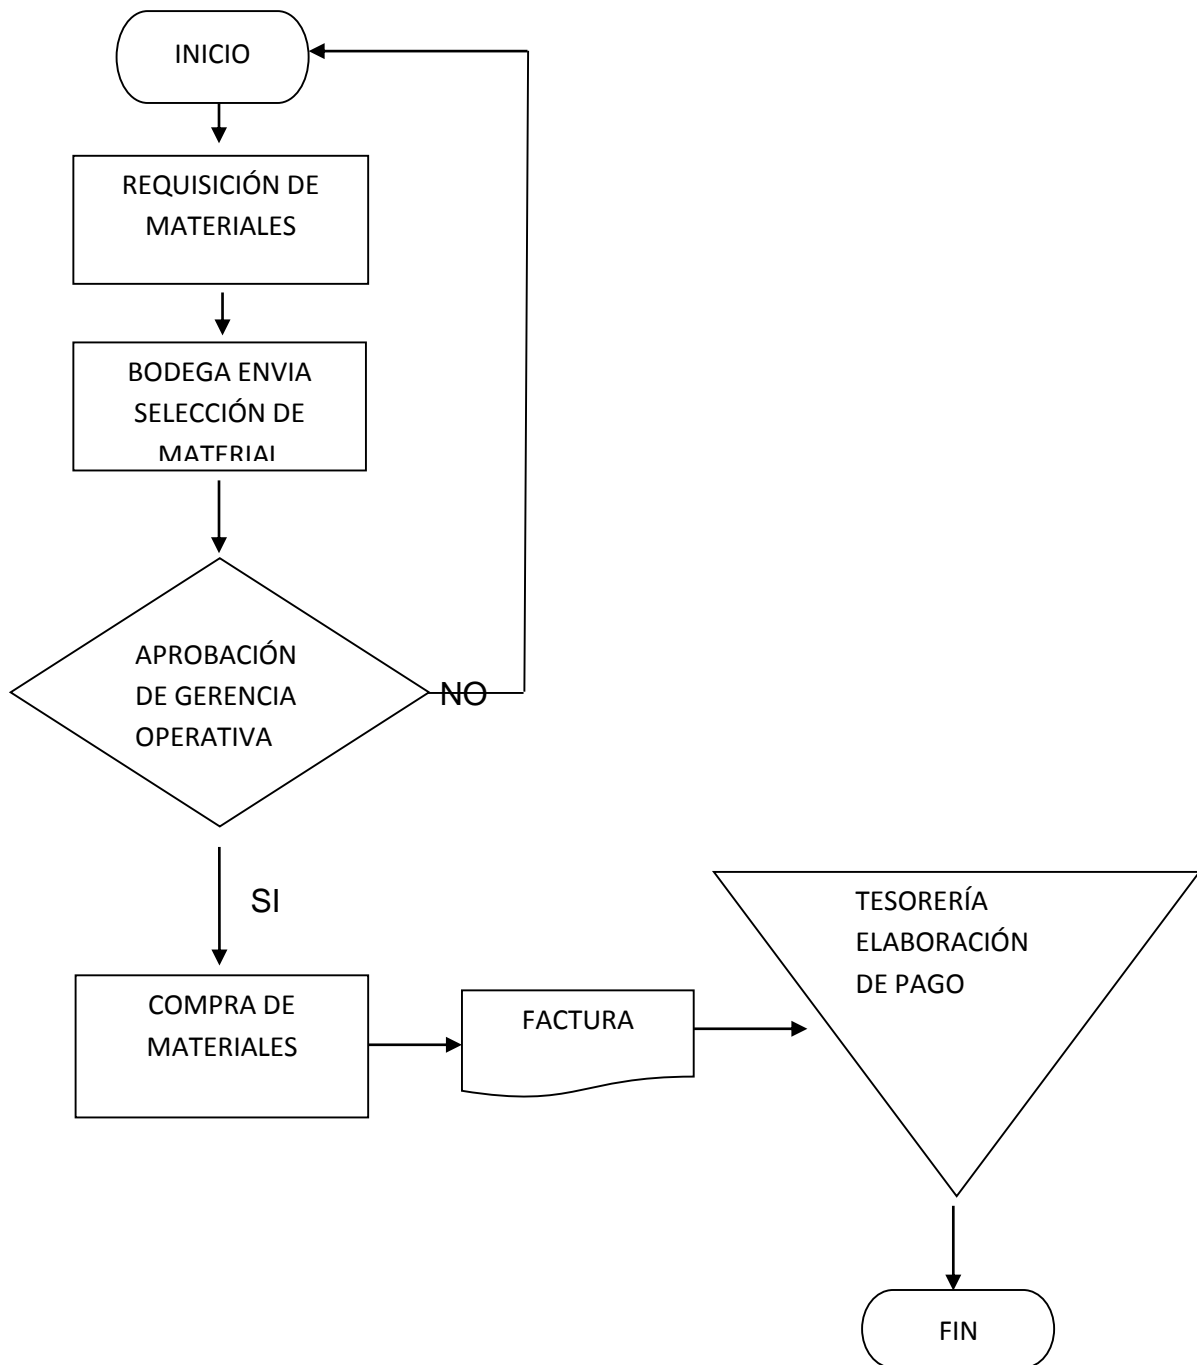 INICIO
REQUISICIÓN DE
MATERIALES
BODEGA ENVIA
SELECCIÓN DE
MATERIAL
APROBACIÓN
DE GERENCIA
OPERATIVA
NO
SI
COMPRA DE
MATERIALES
FACTURA
TESORERÍA
ELABORACIÓN
DE PAGO
FIN